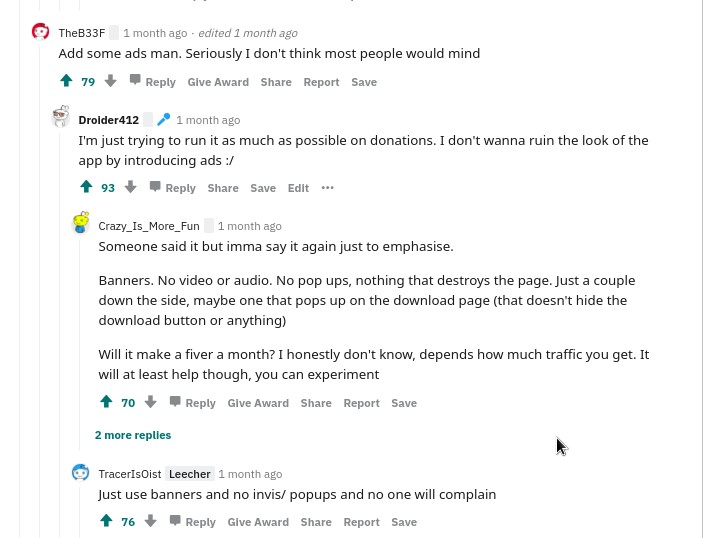 TheB33F 1 month ago · edited 1 month ago
Add some ads man. Seriously I don't think most people would mind
79 Reply Give Award Share Report Save
Droider412 1 month ago
I'm just trying to run it as much as possible on donations. I don't wanna ruin the look of the
app by introducing ads :/
93 Reply Share Save Edit •••
Crazy_Is_More_Fun 1 month ago
Someone said it but imma say it again just to emphasise.
Banners. No video or audio. No pop ups, nothing that destroys the page. Just a couple
down the side, maybe one that pops up on the download page (that doesn't hide the
download button or anything)
Will it make a fiver a month? I honestly don't know, depends how much traffic you get. It
will at least help though, you can experiment
70 Reply Give Award Share Report Save
2 more replies
TracerIsOist Leecher 1 month ago
Just use banners and no invis/ popups and no one will complain
76 Reply Give Award Share Report Save